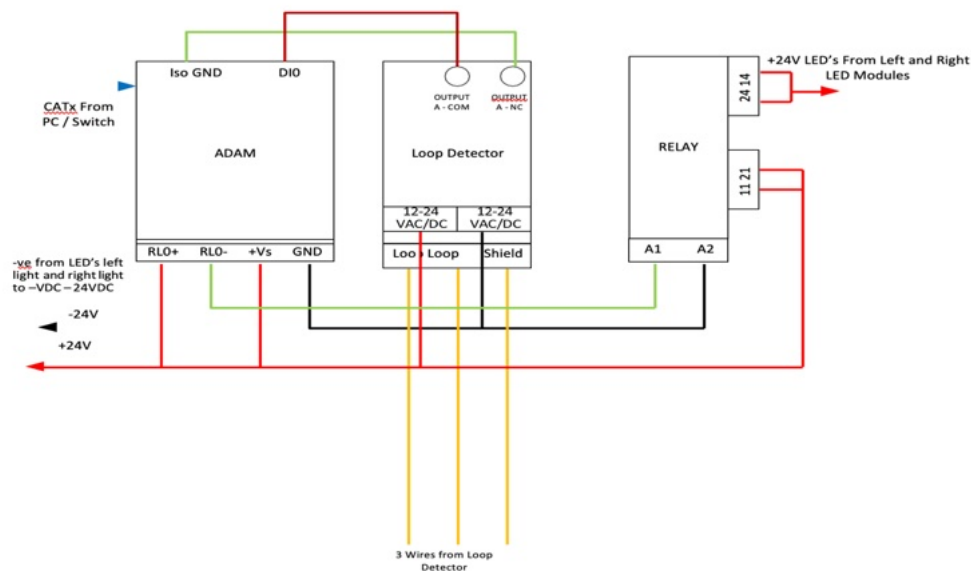 Iso GND
DI0
CATx From
PC / Switch
ADAM
RL0+
RL0-
+Vs
GND
-ve from LED's left
light and right light
to –VDC – 24VDC
-24V
+24V
OUTPUT
A - COM
OUTPUT
A - NC
Loop Detector
12-24
VAC/DC
12-24
VAC/DC
Loop Loop
Shield
3 Wires from Loop
Detector
RELAY
24 14
11 21
A1
A2
+24V LED's From Left and Right
LED Modules